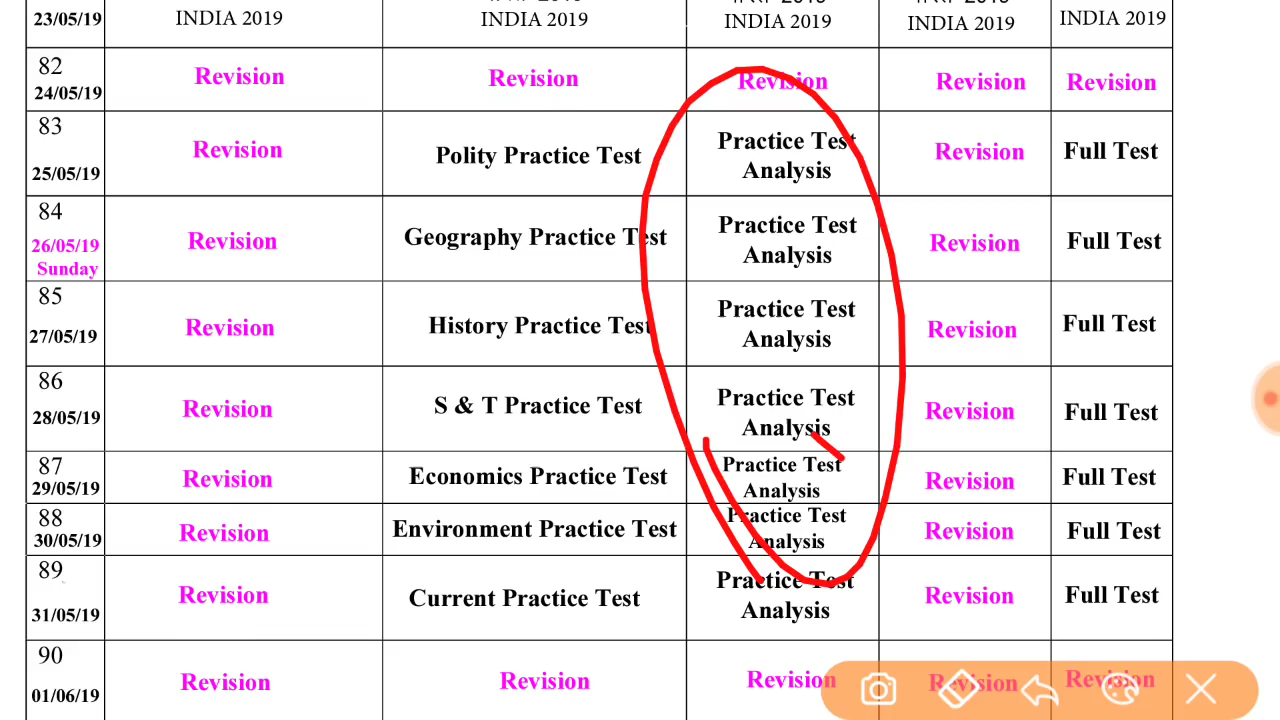 23/05/19
INDIA 2019
INDIA 2019
INDIA 2019
INDIA 2019
INDIA 2019
82
24/05/19
Revision
Revision
Revision
Revision
Revision
83
25/05/19
Revision
Polity Practice Test
Practice Test
Analysis
Revision
Full Test
84
26/05/19
Sunday
Revision
Geography Practice Test
Practice Test
Analysis
Revision
Full Test
85
27/05/19
Revision
History Practice Test
Practice Test
Analysis
Revision
Full Test
86
28/05/19
Revision
S & T Practice Test
Practice Test
Analysis
Revision
Full Test
87
29/05/19
Revision
Economics Practice Test
Practice Test
Analysis
Revision
Full Test
88
30/05/19
Revision
Environment Practice Test
Practice Test
Analysis
Revision
Full Test
89
31/05/19
Revision
Current Practice Test
Practice Test
Analysis
Revision
Full Test
90
01/06/19
Revision
Revision
Revision
Revision
Revision